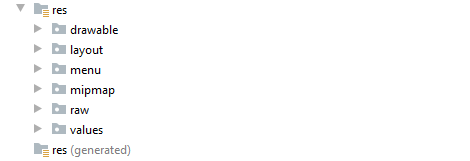 res
drawable
layout
menu
mipmap
raw
values
res (generated)